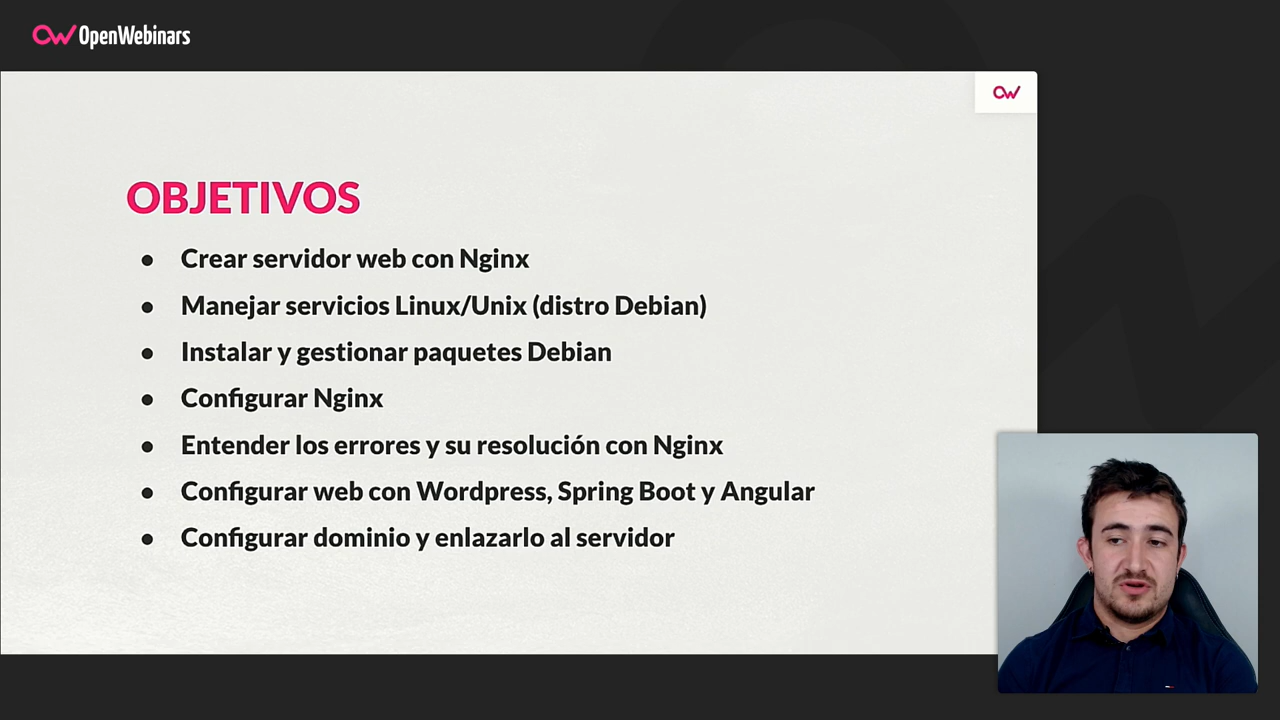 OpenWebinars
OBJETIVOS
● Crear servidor web con Nginx
● Manejar servicios Linux/Unix (distro Debian)
● Instalar y gestionar paquetes Debian
● Configurar Nginx
● Entender los errores y su resolución con Nginx
● Configurar web con Wordpress, Spring Boot y Angular
● Configurar dominio y enlazarlo al servidor